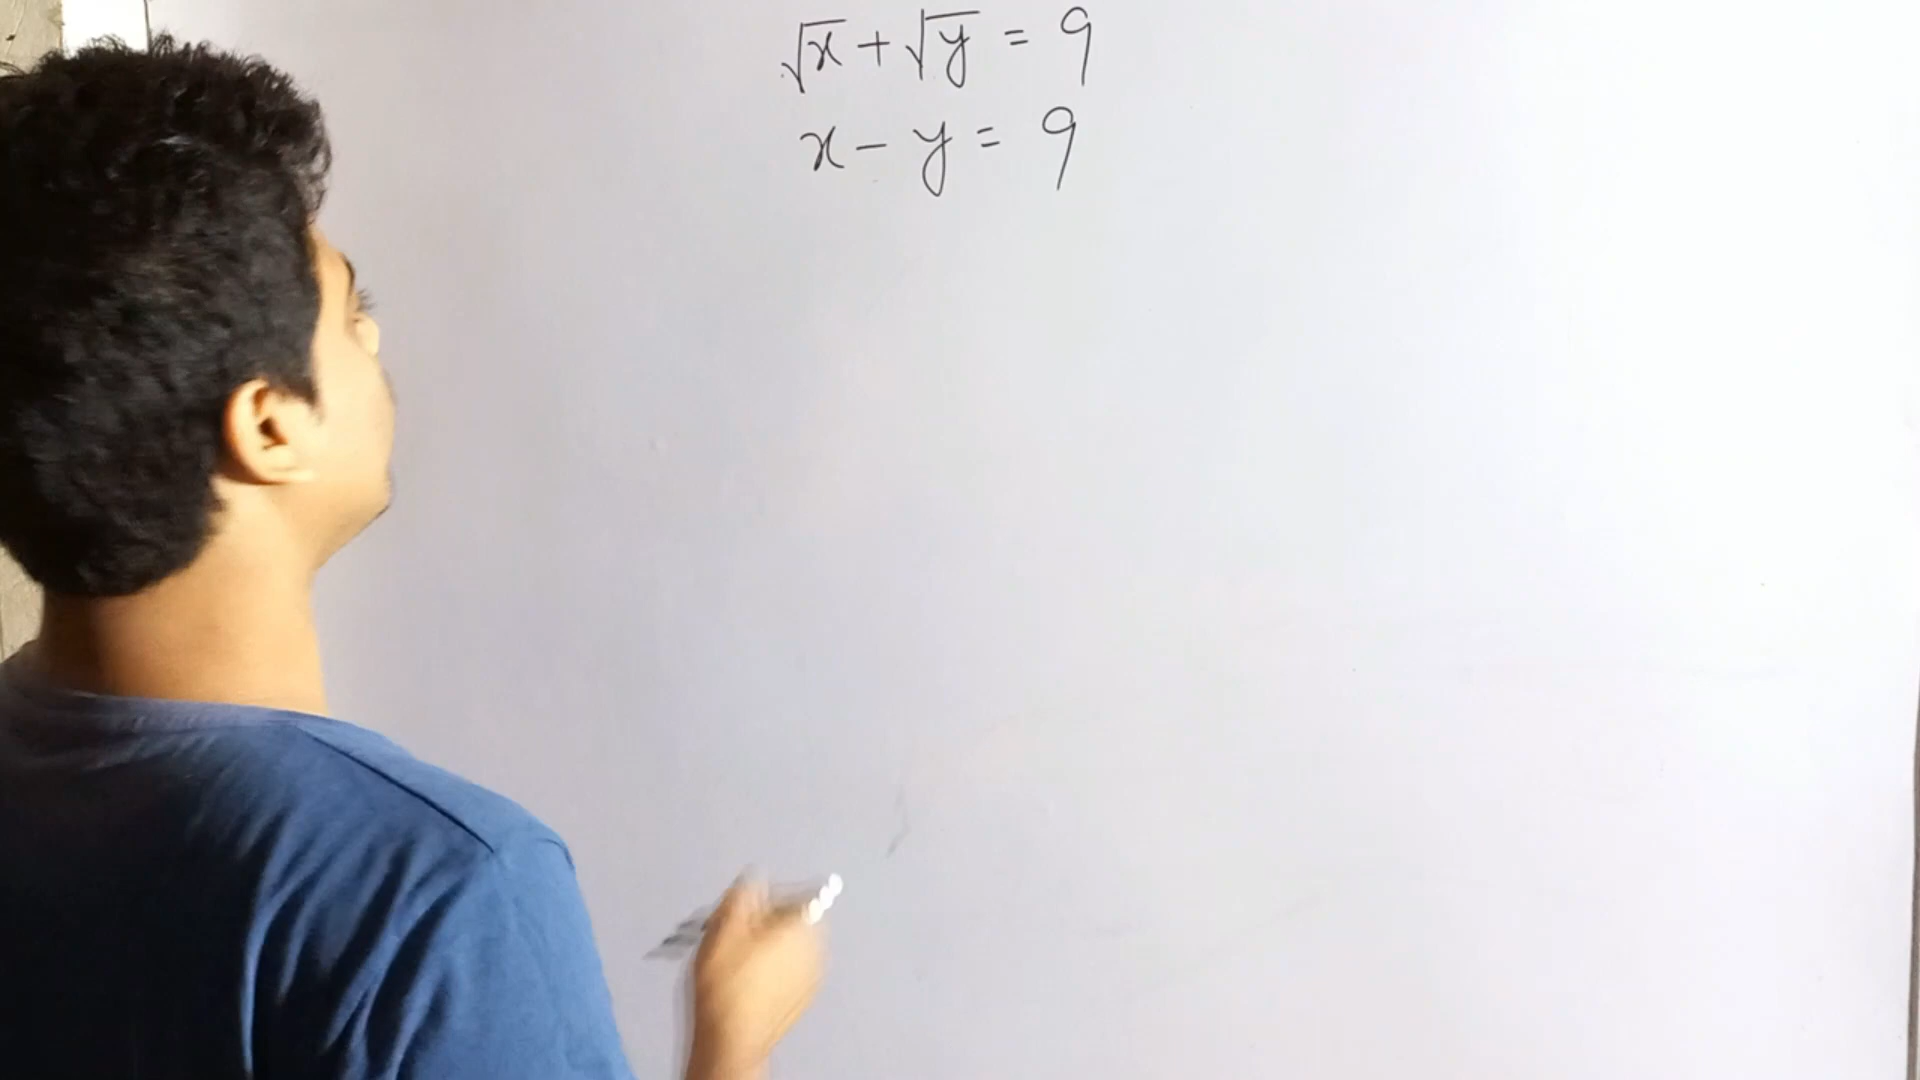 √x + √y = 9
x - y = 9